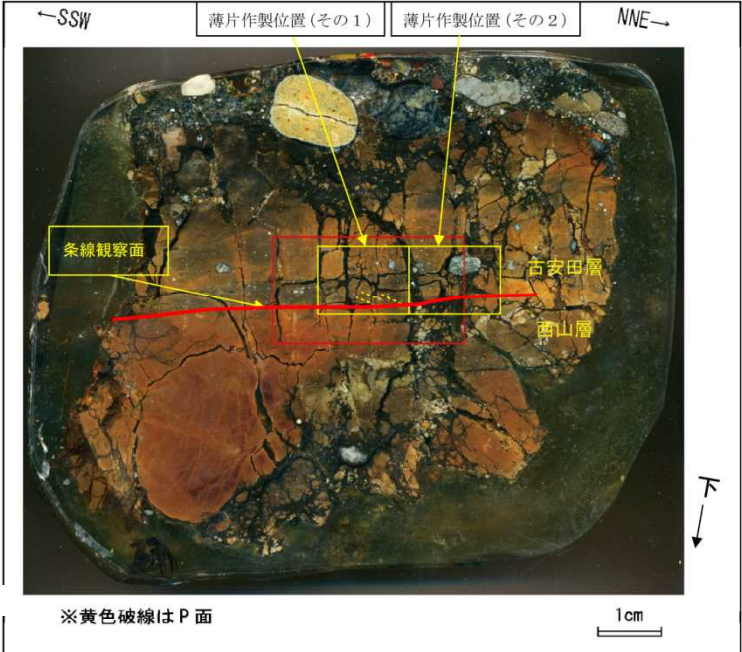 ←SSW
薄片作製位置(その1)
薄片作製位置(その2)
NNE→
条線観察面
古安田層
西山層
下
※黄色破線はP面
1cm